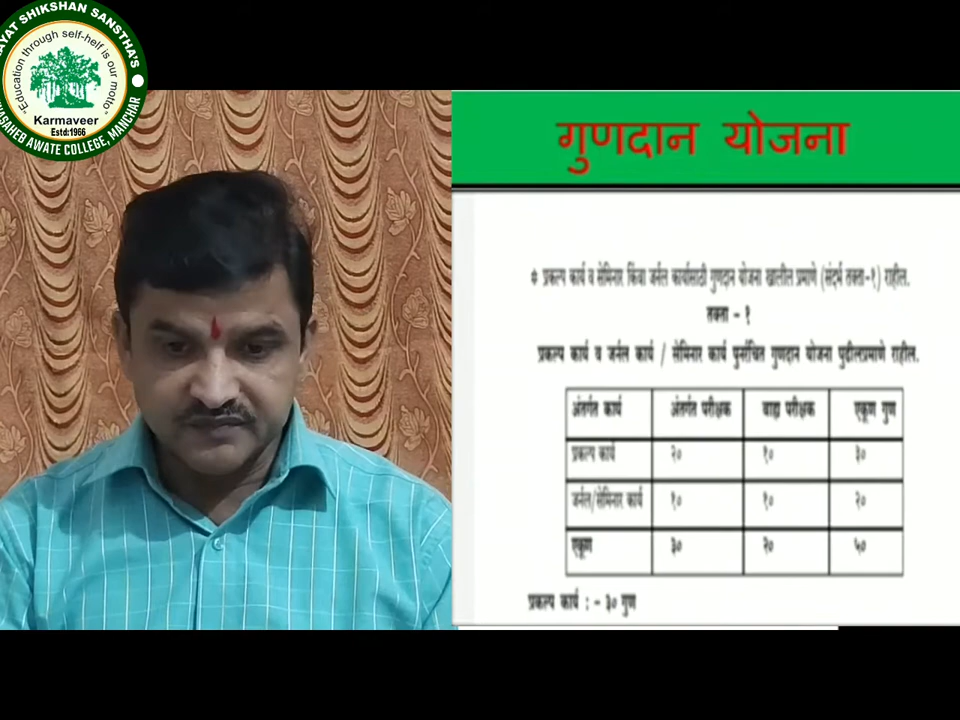 RAYAT SHIKSHAN SANSTHA'S
"Education through self-helf is our motto"
Karmaveer
Estd:1966
AWATE COLLEGE, MANCHAR
गुणदान योजना
# प्रकल्प कार्य व सेमिनार किंवा जर्नल कार्यासाठी गुणदान योजना खालील प्रमाणे (संदर्भ तक्ता-१) राहील.
तक्ता – १
प्रकल्प कार्य व जर्नल कार्य / सेमिनार कार्य पुनर्रचित गुणदान योजना पुढीलप्रमाणे राहील.
अंतर्गत कार्य अंतर्गत परीक्षक बाह्य परीक्षक एकूण गुण
प्रकल्प कार्य २० १० ३०
जर्नल/सेमिनार कार्य १० १० २०
एकूण ३० २० ५०
प्रकल्प कार्य : – ३० गुण